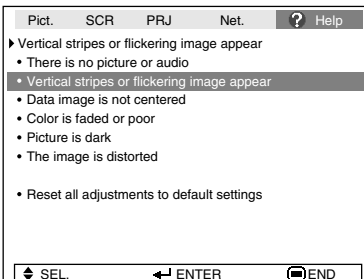 Pict. SCR PRJ Net. ? Help
Vertical stripes or flickering image appear
• There is no picture or audio
• Vertical stripes or flickering image appear
• Data image is not centered
• Color is faded or poor
• Picture is dark
• The image is distorted
• Reset all adjustments to default settings
SEL. ENTER END